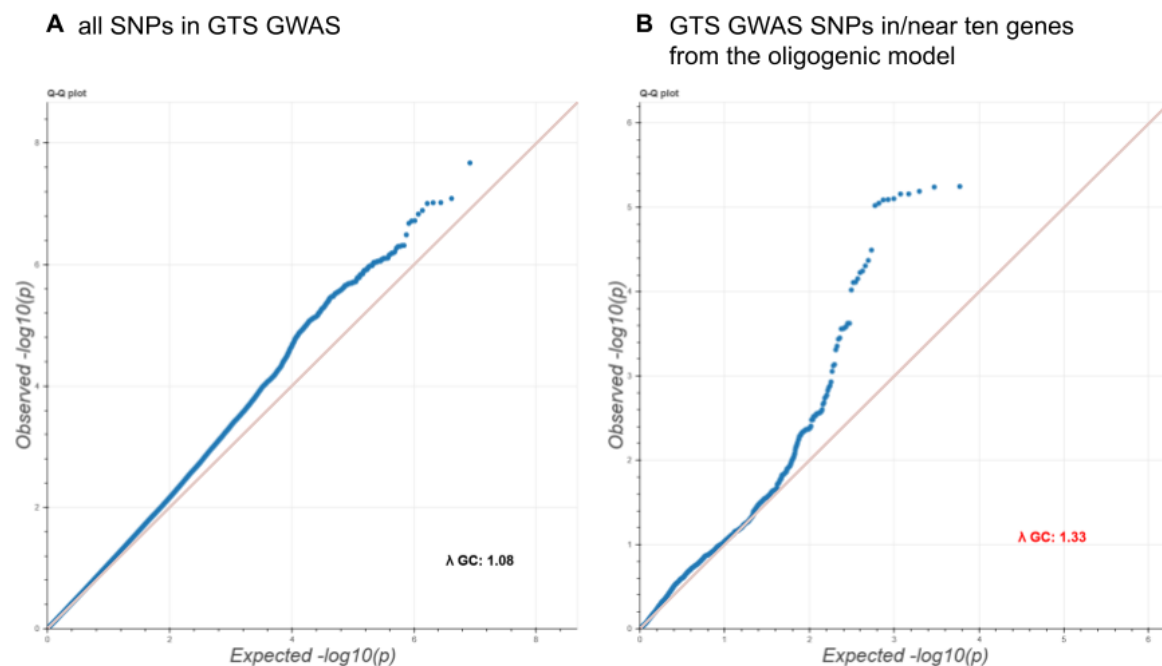 A all SNPs in GTS GWAS
Q-Q plot
8
6
4
2
0
0 2 4 6 8
Observed -log10(p)
Expected -log10(p)
λ GC: 1.08
B GTS GWAS SNPs in/near ten genes
from the oligogenic model
Q-Q plot
6
5
4
3
2
1
0
0 1 2 3 4 5 6
Observed -log10(p)
Expected -log10(p)
λ GC: 1.33